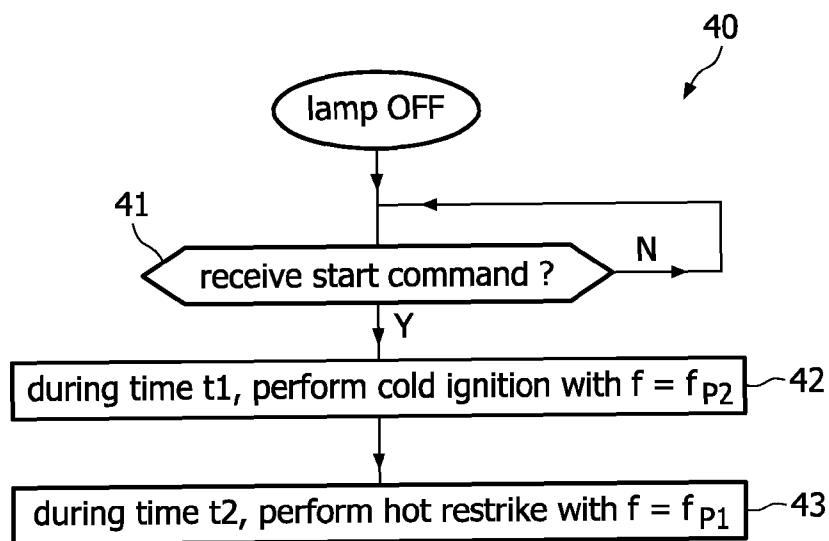 40
lamp OFF
41
receive start command ?
N
Y
during time t1, perform cold ignition with f = fP2
42
during time t2, perform hot restrike with f = fP1
43